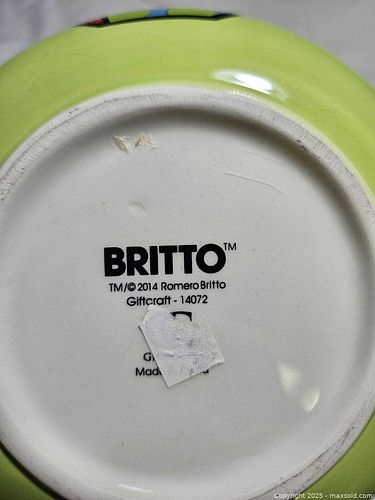 BRITTO™
TM/© 2014 Romero Britto
Giftcraft - 14072
Copyright 2025 - maxsold.com